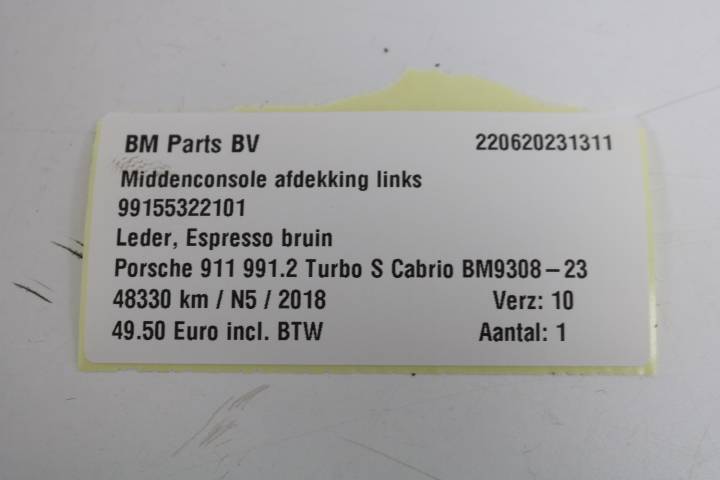 BM Parts BV 220620231311
Middenconsole afdekking links
99155322101
Leder, Espresso bruin
Porsche 911 991.2 Turbo S Cabrio BM9308-23
48330 km / N5 / 2018 Verz: 10
49.50 Euro incl. BTW Aantal: 1